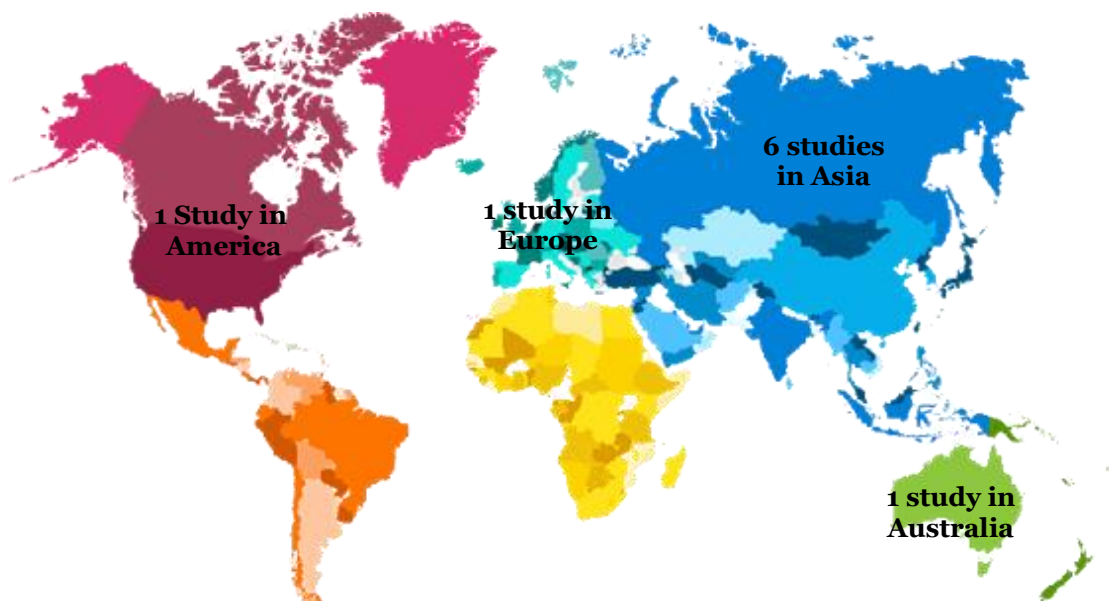 6 studies
in Asia
1 Study in
America
1 study in
Europe
1 study in
Australia